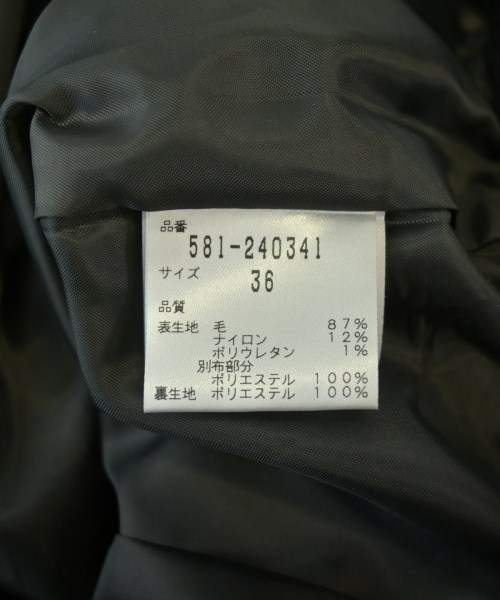 品番
581-240341
サイズ
36
品質
表生地 毛 87%
ナイロン 12%
ポリウレタン 1%
別布部分
ポリエステル 100%
裏生地 ポリエステル 100%